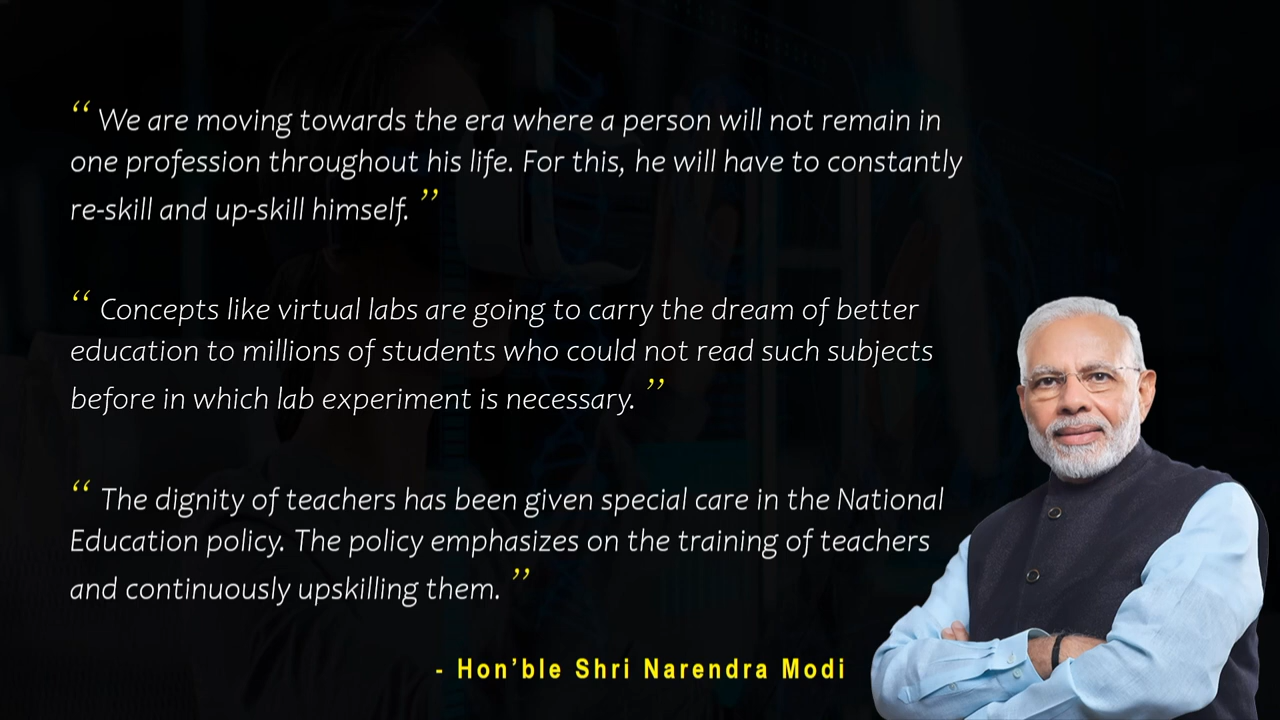 “ We are moving towards the era where a person will not remain in
one profession throughout his life. For this, he will have to constantly
re-skill and up-skill himself. ”
“ Concepts like virtual labs are going to carry the dream of better
education to millions of students who could not read such subjects
before in which lab experiment is necessary. ”
“ The dignity of teachers has been given special care in the National
Education policy. The policy emphasizes on the training of teachers
and continuously upskilling them. ”
- Hon’ble Shri Narendra Modi